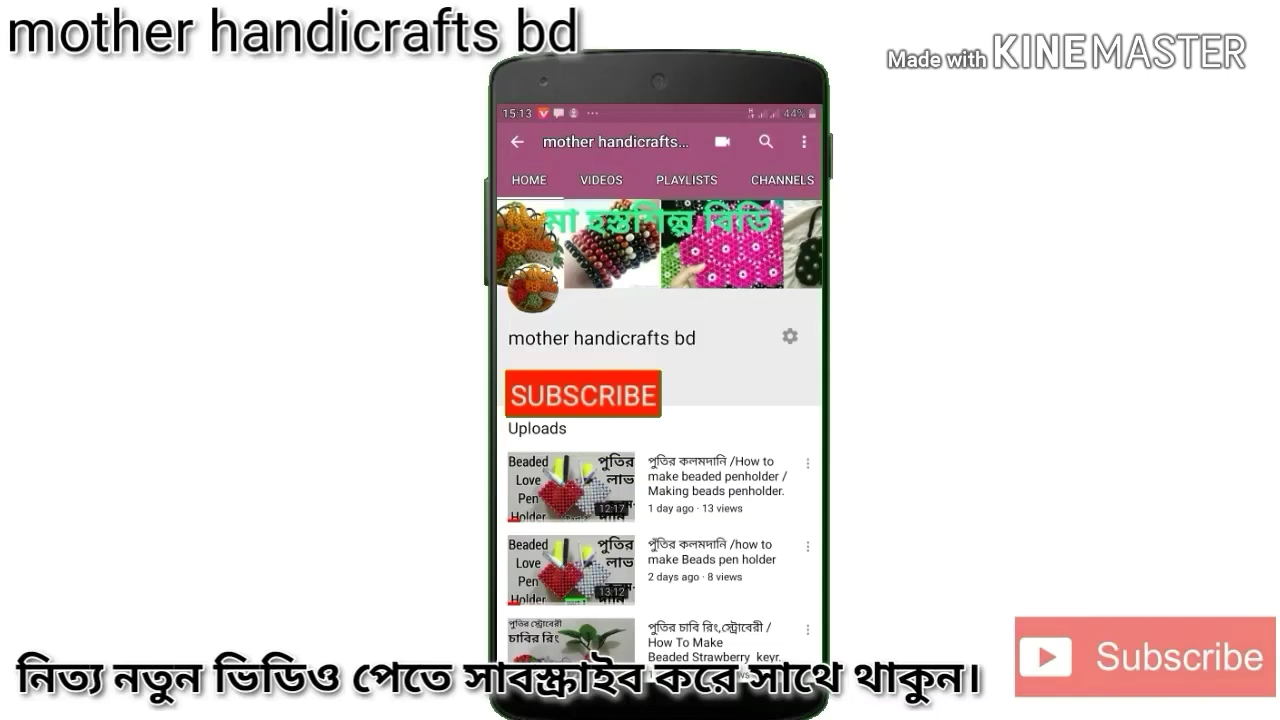 mother handicrafts bd
Made with KINEMASTER
15:13
44%
mother handicrafts...
HOME VIDEOS PLAYLISTS CHANNELS
মা হস্তশিল্প বিডি
mother handicrafts bd
SUBSCRIBE
Uploads
Beaded
Love
Pen
Holder
পুতির
লাভ
12:17
পুতির কলমদানি /How to
make beaded penholder /
Making beads penholder.
1 day ago · 13 views
Beaded
Love
Pen
Holder
পুতির
লাভ
13:12
পুঁতির কলমদানি /how to
make Beads pen holder
2 days ago · 8 views
পুতির স্ট্রোবেরী
চাবির রিং
পুতির চাবি রিং,স্ট্রোবেরী /
How To Make
Beaded Strawberry keyr.
নিত্য নতুন ভিডিও পেতে সাবস্ক্রাইব করে সাথে থাকুন।
Subscribe